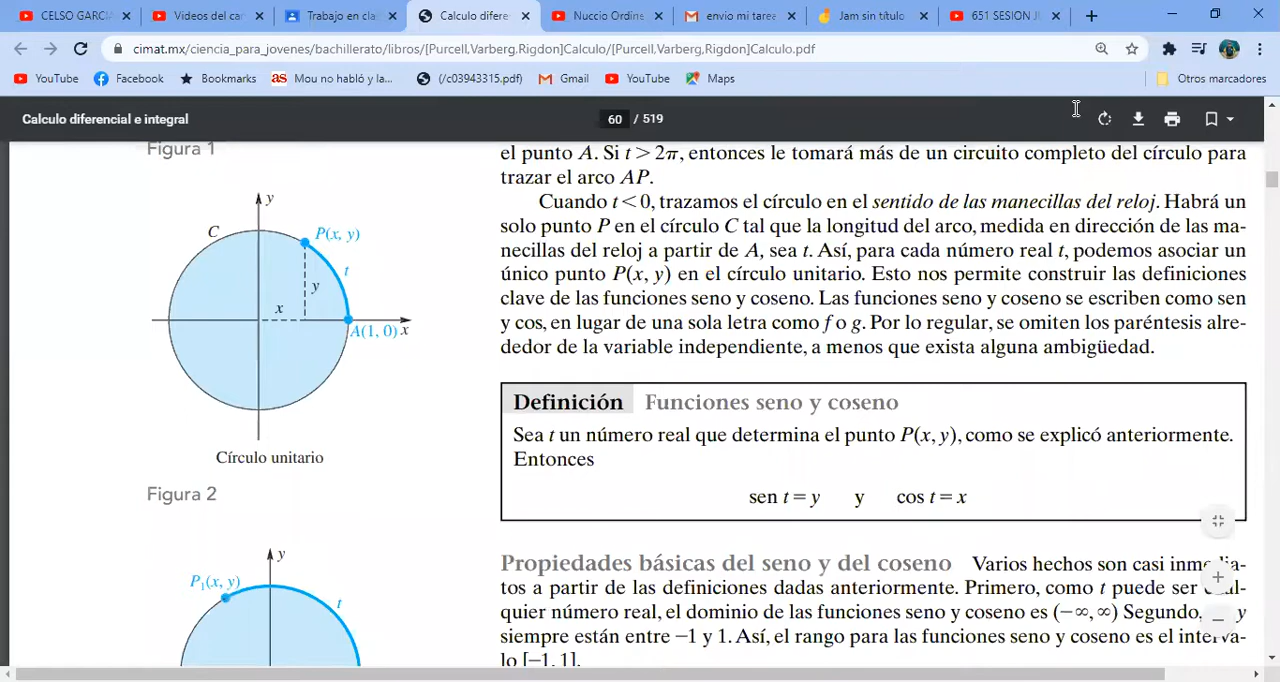 CELSO GARCIA
Videos del car
Trabajo en clas
Calculo difere
Nuccio Ordine
envio mi taree
Jam sin título
651 SESION JU
cimat.mx/ciencia_para_jovenes/bachillerato/libros/[Purcell,Varberg,Rigdon]Calculo/[Purcell,Varberg,Rigdon]Calculo.pdf
YouTube
Facebook
Bookmarks
as Mou no habló y la...
(/c03943315.pdf)
Gmail
YouTube
Maps
Otros marcadores
Calculo diferencial e integral
60 / 519
Figura 1
y
C
P(x, y)
t
y
x
A(1, 0) x
Círculo unitario
Figura 2
y
P1(x, y)
t
el punto A. Si t > 2π, entonces le tomará más de un circuito completo del círculo para
trazar el arco AP.
Cuando t < 0, trazamos el círculo en el sentido de las manecillas del reloj. Habrá un
solo punto P en el círculo C tal que la longitud del arco, medida en dirección de las ma-
necillas del reloj a partir de A, sea t. Así, para cada número real t, podemos asociar un
único punto P(x, y) en el círculo unitario. Esto nos permite construir las definiciones
clave de las funciones seno y coseno. Las funciones seno y coseno se escriben como sen
y cos, en lugar de una sola letra como f o g. Por lo regular, se omiten los paréntesis alre-
dedor de la variable independiente, a menos que exista alguna ambigüedad.
Definición Funciones seno y coseno
Sea t un número real que determina el punto P(x, y), como se explicó anteriormente.
Entonces
sen t = y y cos t = x
Propiedades básicas del seno y del coseno Varios hechos son casi inmedia-
tos a partir de las definiciones dadas anteriormente. Primero, como t puede ser cual-
quier número real, el dominio de las funciones seno y coseno es (−∞, ∞) Segundo, y
siempre están entre −1 y 1. Así, el rango para las funciones seno y coseno es el interva-
lo [−1, 1].